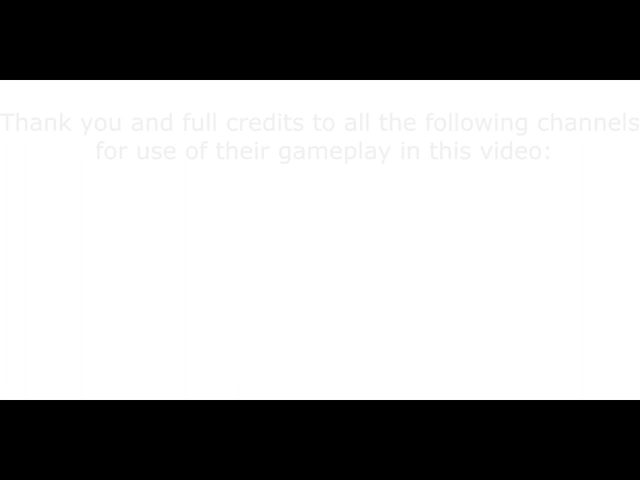 Thank you and full credits to all the following channels
for use of their gameplay in this video: